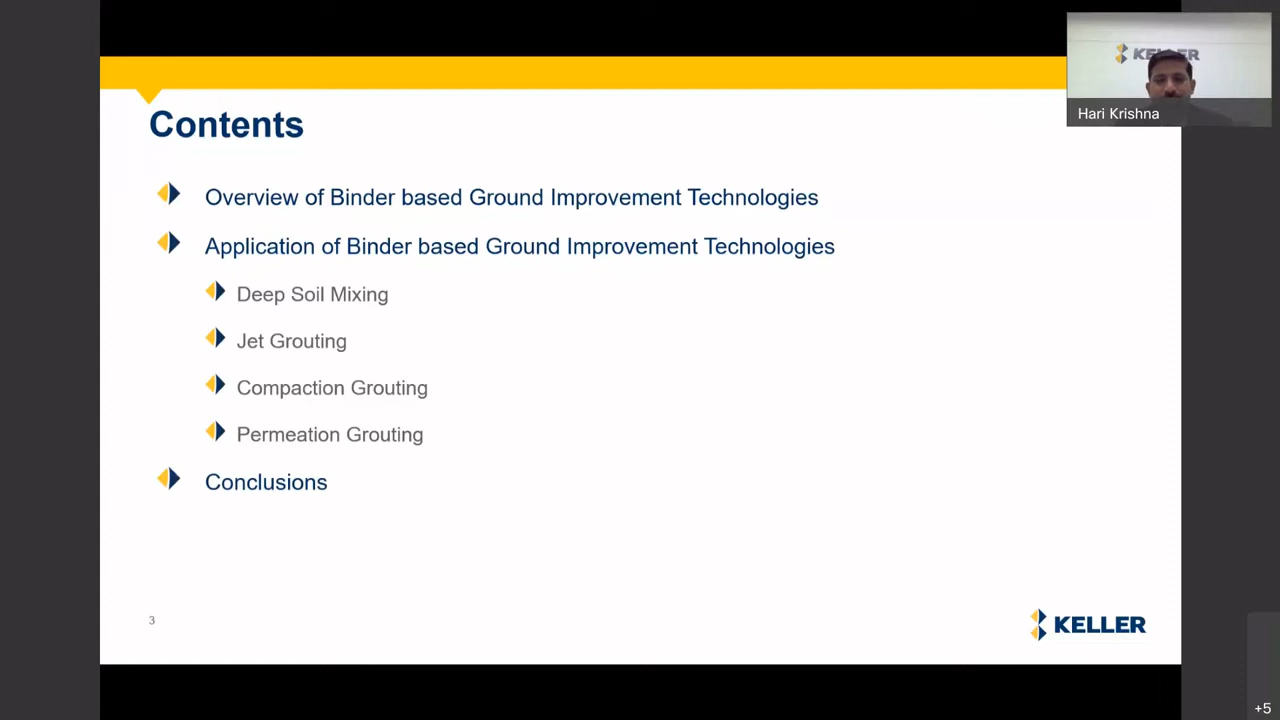 KELLER
Hari Krishna
Contents
Overview of Binder based Ground Improvement Technologies
Application of Binder based Ground Improvement Technologies
Deep Soil Mixing
Jet Grouting
Compaction Grouting
Permeation Grouting
Conclusions
3
KELLER
+5